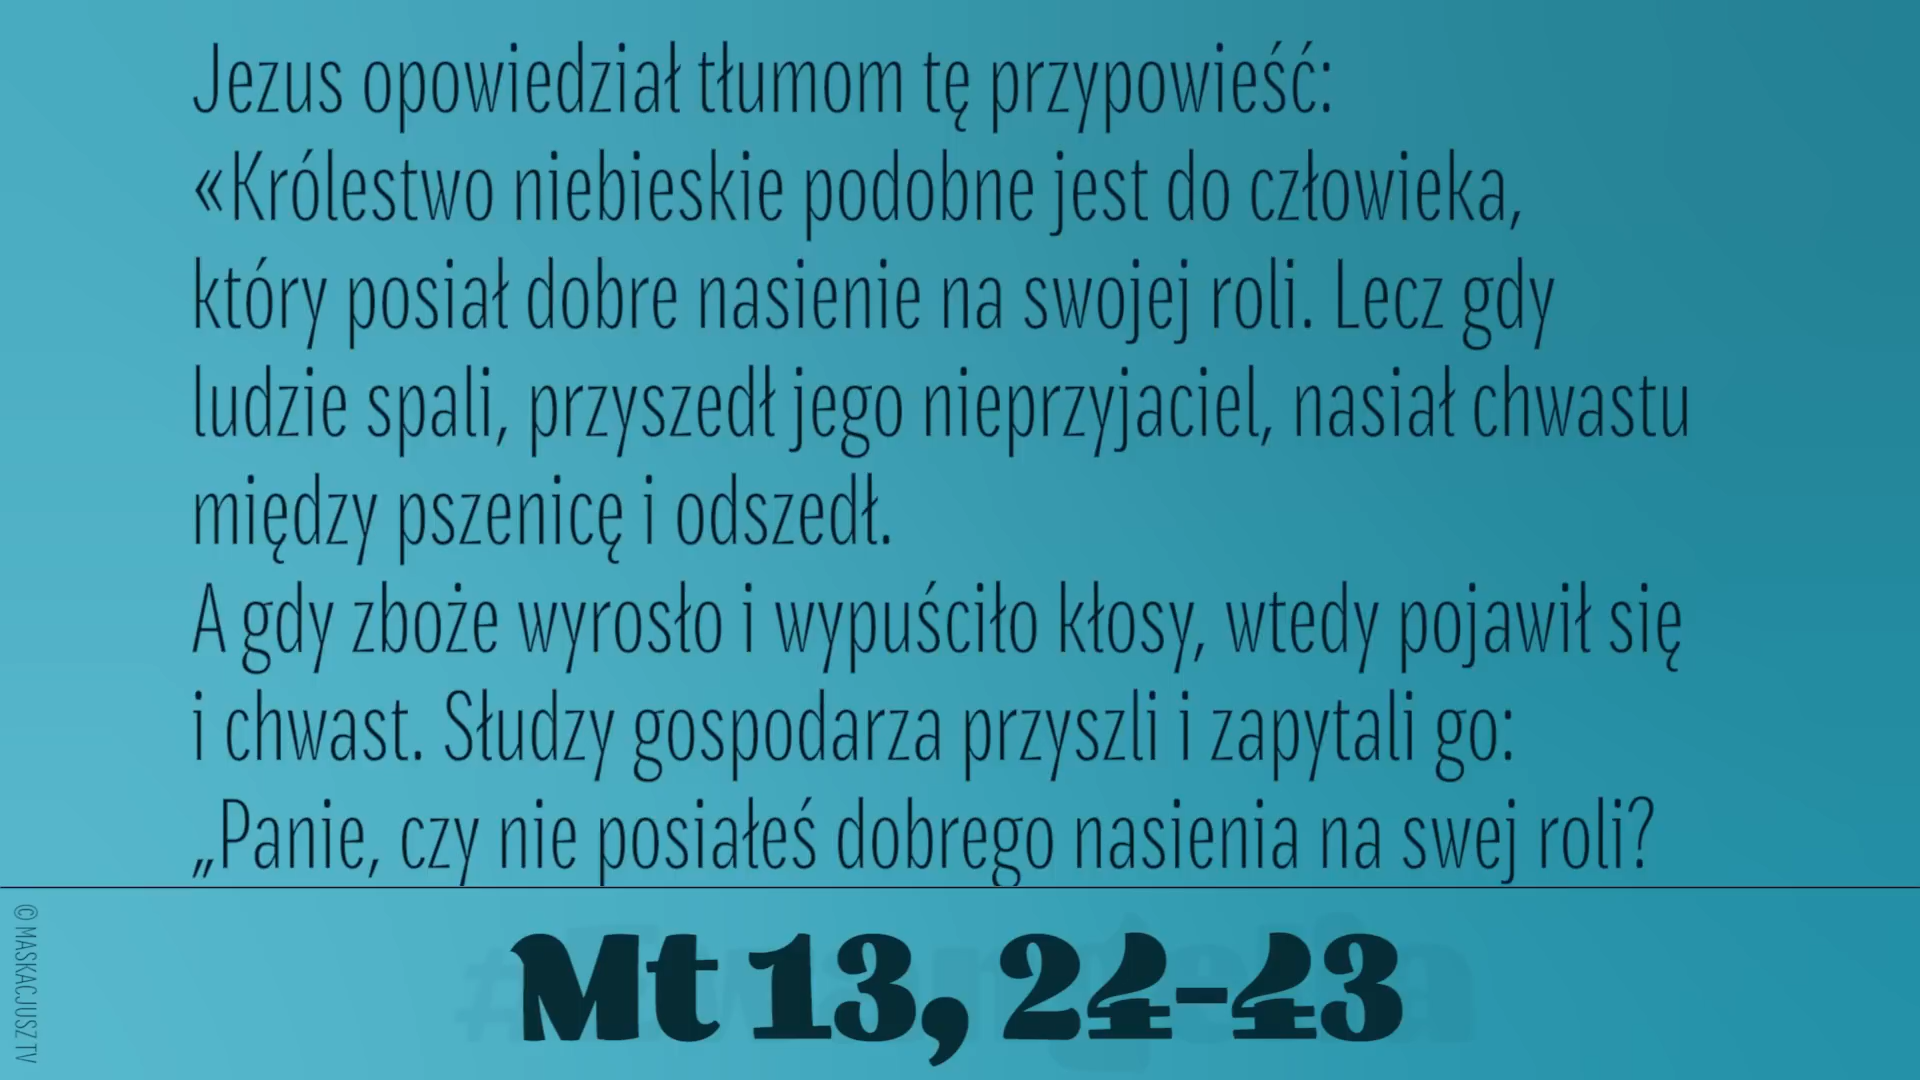 Jezus opowiedział tłumom tę przypowieść:
«Królestwo niebieskie podobne jest do człowieka,
który posiał dobre nasienie na swojej roli. Lecz gdy
ludzie spali, przyszedł jego nieprzyjaciel, nasiał chwastu
między pszenicę i odszedł.
A gdy zboże wyrosło i wypuściło kłosy, wtedy pojawił się
i chwast. Słudzy gospodarza przyszli i zapytali go:
„Panie, czy nie posiałeś dobrego nasienia na swej roli?
Mt 13, 24-43
© MASKACJUSZ TV